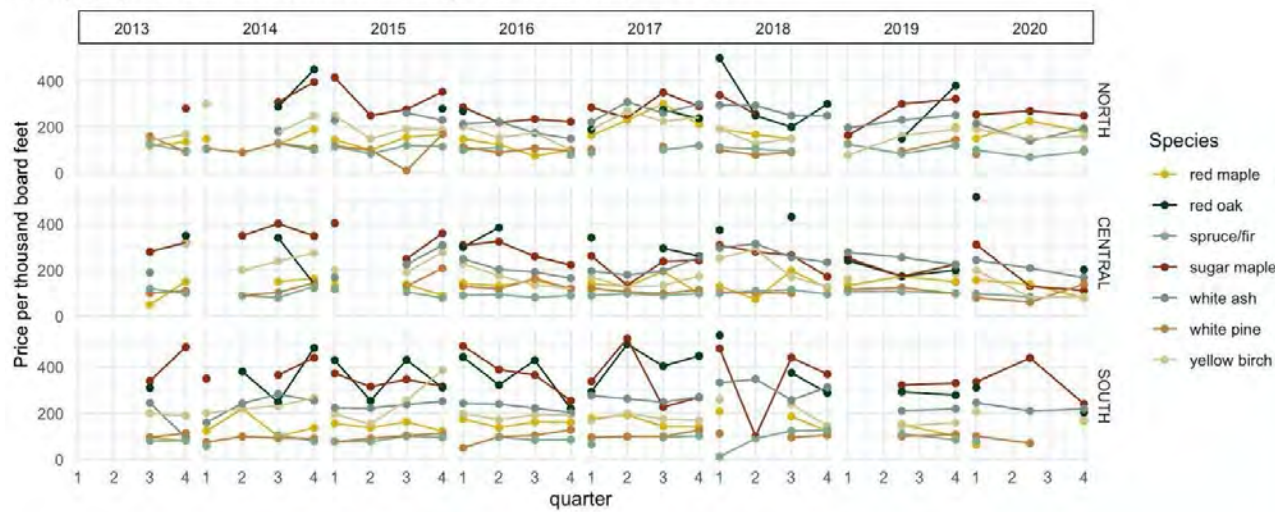 2013 2014 2015 2016 2017 2018 2019 2020
Price per thousand board feet
400
200
0
NORTH
400
200
0
CENTRAL
400
200
0
SOUTH
1 2 3 4 1 2 3 4 1 2 3 4 1 2 3 4 1 2 3 4 1 2 3 4 1 2 3 4 1 2 3 4
quarter
Species
red maple
red oak
spruce/fir
sugar maple
white ash
white pine
yellow birch